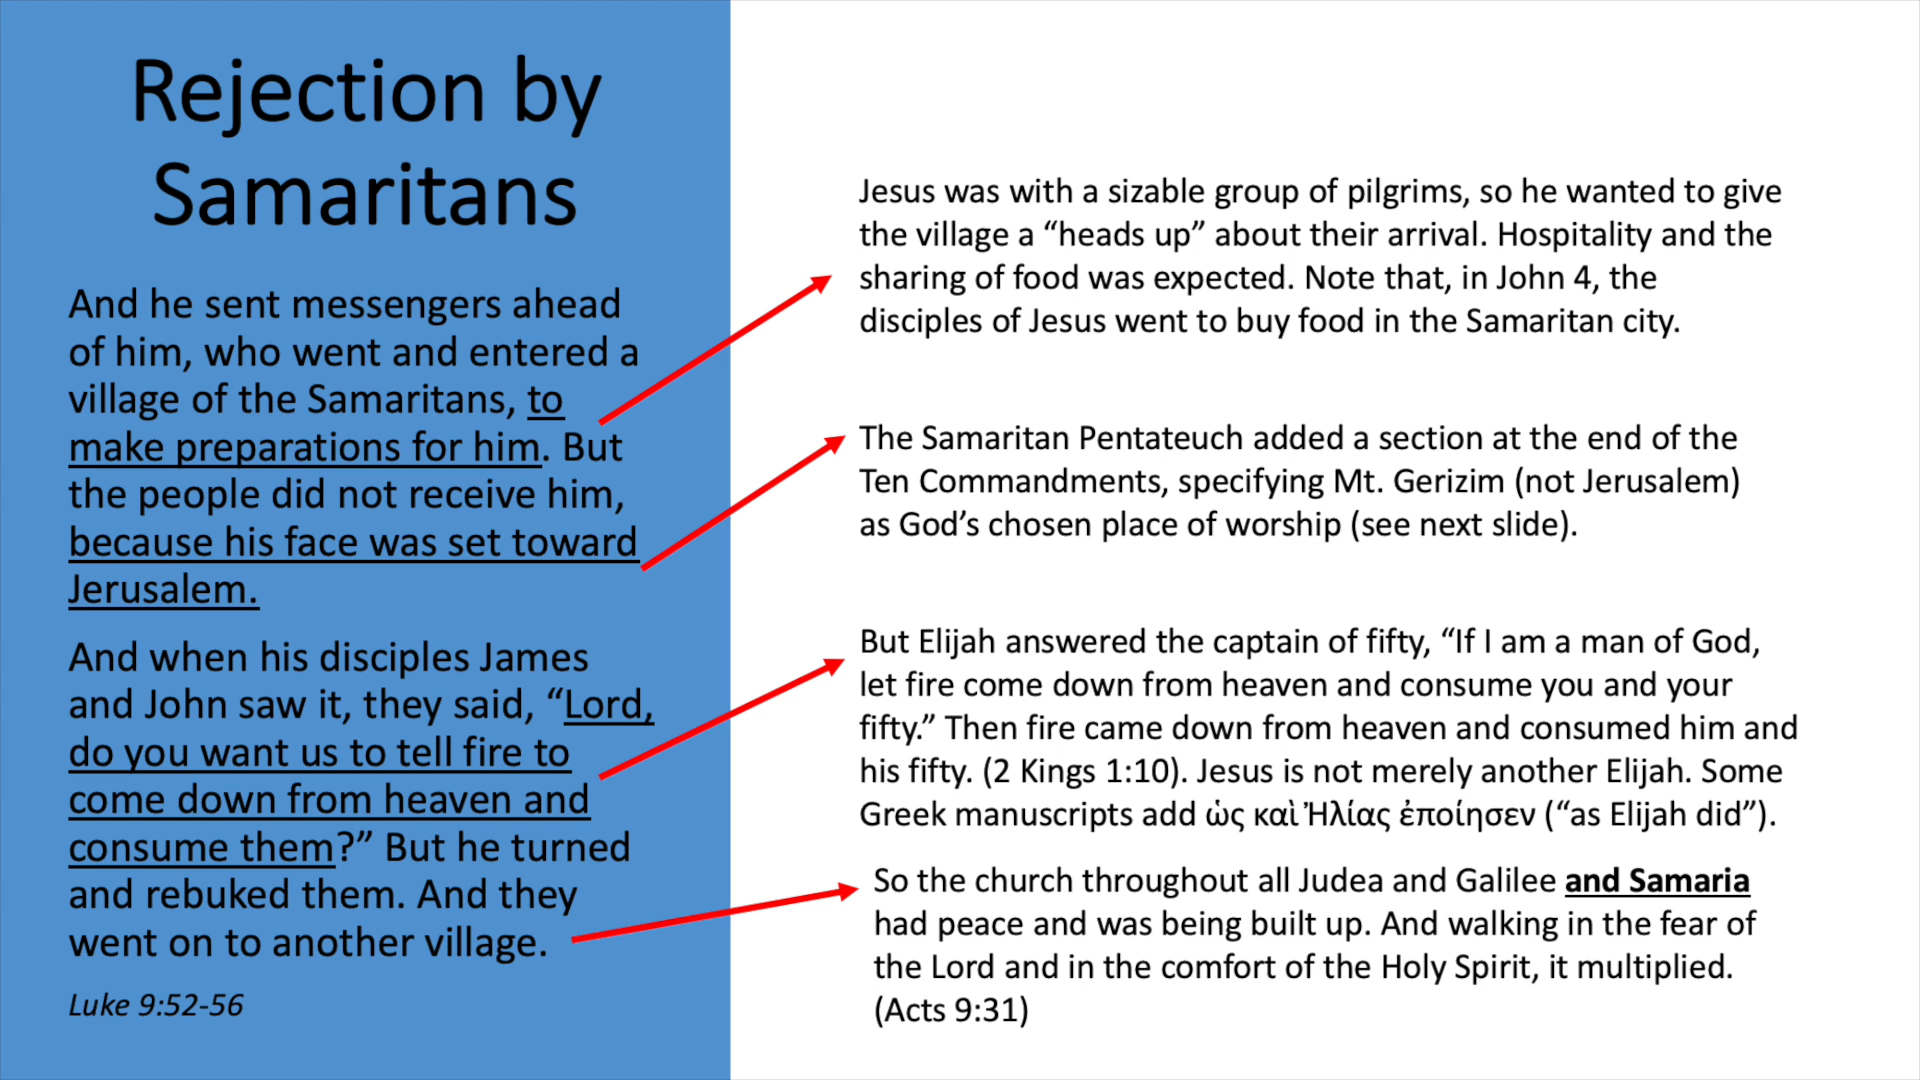 Rejection by
Samaritans
And he sent messengers ahead
of him, who went and entered a
village of the Samaritans, to
make preparations for him. But
the people did not receive him,
because his face was set toward
Jerusalem.
And when his disciples James
and John saw it, they said, “Lord,
do you want us to tell fire to
come down from heaven and
consume them?” But he turned
and rebuked them. And they
went on to another village.
Luke 9:52-56
Jesus was with a sizable group of pilgrims, so he wanted to give
the village a “heads up” about their arrival. Hospitality and the
sharing of food was expected. Note that, in John 4, the
disciples of Jesus went to buy food in the Samaritan city.
The Samaritan Pentateuch added a section at the end of the
Ten Commandments, specifying Mt. Gerizim (not Jerusalem)
as God’s chosen place of worship (see next slide).
But Elijah answered the captain of fifty, “If I am a man of God,
let fire come down from heaven and consume you and your
fifty.” Then fire came down from heaven and consumed him and
his fifty. (2 Kings 1:10). Jesus is not merely another Elijah. Some
Greek manuscripts add ὡς καὶ Ἠλίας ἐποίησεν (“as Elijah did”).
So the church throughout all Judea and Galilee and Samaria
had peace and was being built up. And walking in the fear of
the Lord and in the comfort of the Holy Spirit, it multiplied.
(Acts 9:31)